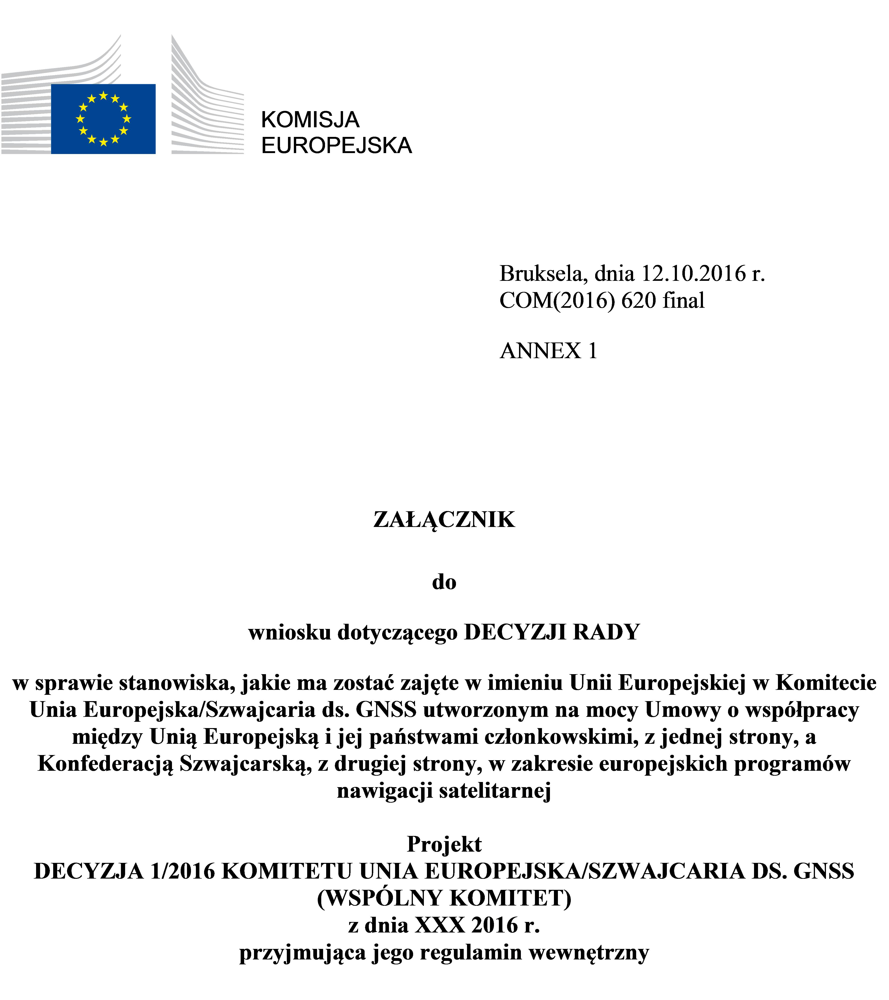 KOMISJA
EUROPEJSKA
Bruksela, dnia 12.10.2016 r.
COM(2016) 620 final
ANNEX 1
ZAŁĄCZNIK
do
wniosku dotyczącego DECYZJI RADY
w sprawie stanowiska, jakie ma zostać zajęte w imieniu Unii Europejskiej w Komitecie
Unia Europejska/Szwajcaria ds. GNSS utworzonym na mocy Umowy o współpracy
między Unią Europejską i jej państwami członkowskimi, z jednej strony, a
Konfederacją Szwajcarską, z drugiej strony, w zakresie europejskich programów
nawigacji satelitarnej
Projekt
DECYZJA 1/2016 KOMITETU UNIA EUROPEJSKA/SZWAJCARIA DS. GNSS
(WSPÓLNY KOMITET)
z dnia XXX 2016 r.
przyjmująca jego regulamin wewnętrzny